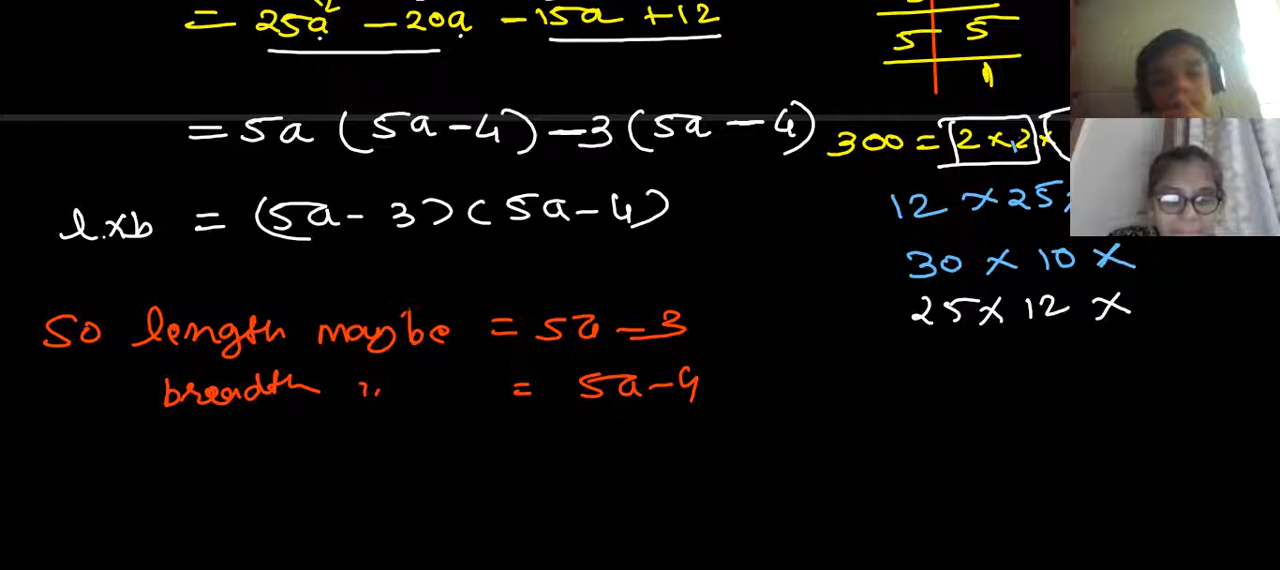 = 25a² - 20a - 15a + 12
= 5a (5a - 4) - 3 (5a - 4)
l x b = (5a - 3) (5a - 4)
So length maybe = 5a - 3
breadth " = 5a - 4
5 | 5
1
300 = 2 x 2 x
12 x 25
30 x 10 x
25 x 12 x